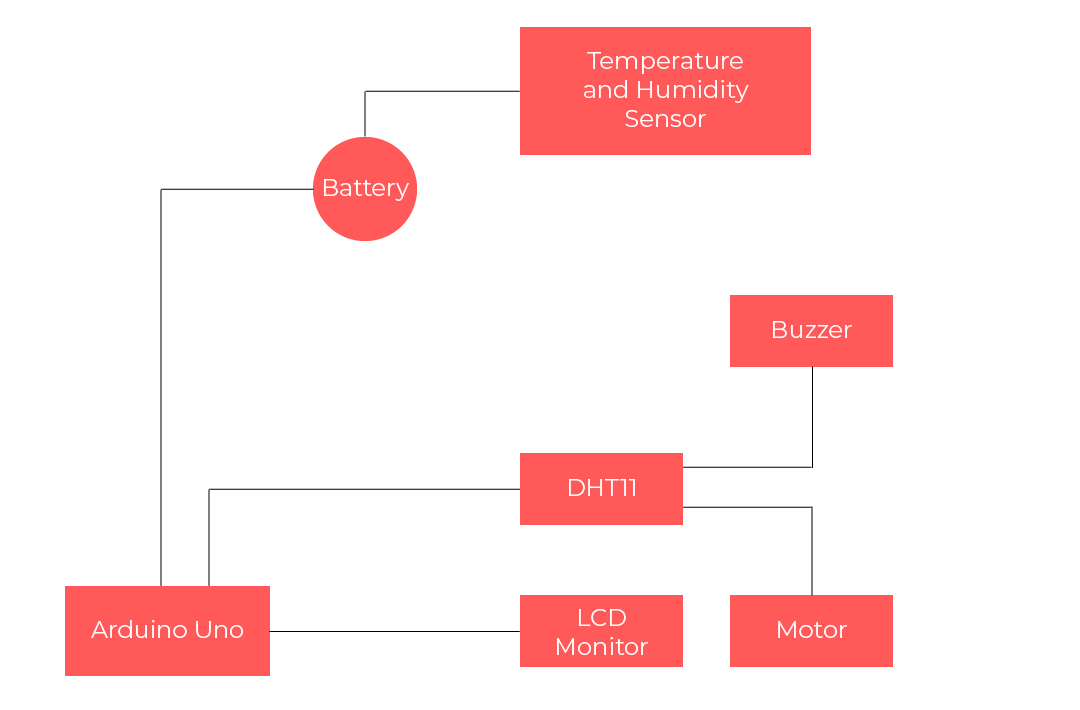 Temperature
and Humidity
Sensor
Battery
Buzzer
DHT11
Arduino Uno
LCD
Monitor
Motor